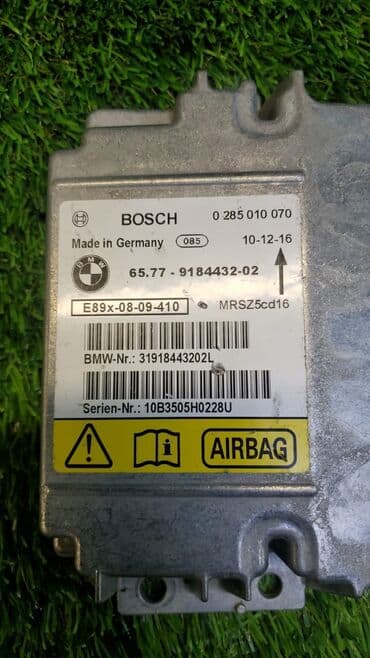 BOSCH 0 285 010 070
Made in Germany 085 10-12-16
BMW 65.77 - 9184432-02
E89x-08-09-410 MRSZ5cd16
BMW-Nr.: 31918443202L
Serien-Nr.: 10B3505H0228U
AIRBAG